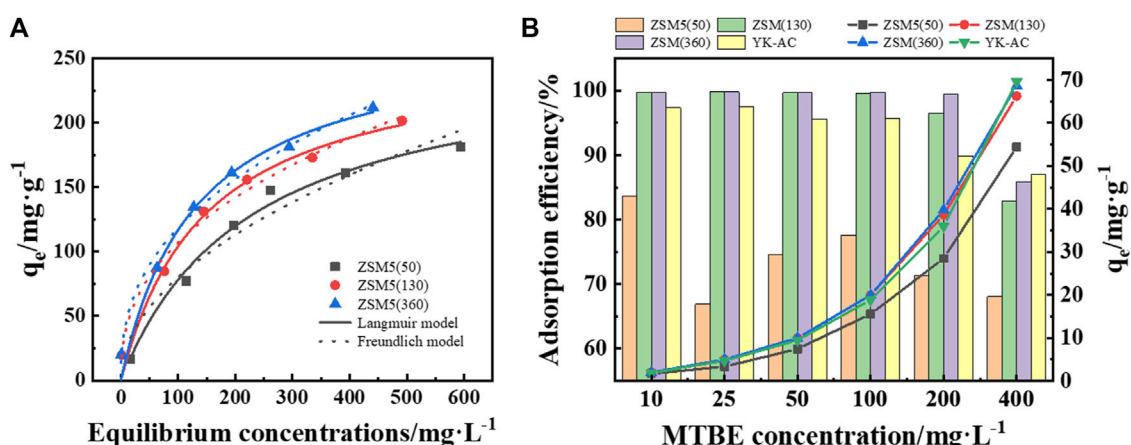 A
250
200
150
100
50
0
qe/mg·g-1
ZSM5(50)
ZSM5(130)
ZSM5(360)
Langmuir model
Freundlich model
0 100 200 300 400 500 600
Equilibrium concentrations/mg·L-1
B
ZSM5(50) ZSM(130) ZSM5(50) ZSM(130)
ZSM(360) YK-AC ZSM(360) YK-AC
100
90
80
70
60
Adsorption efficiency/%
70
60
50
40
30
20
10
0
qe/mg·g-1
10 25 50 100 200 400
MTBE concentration/mg·L-1